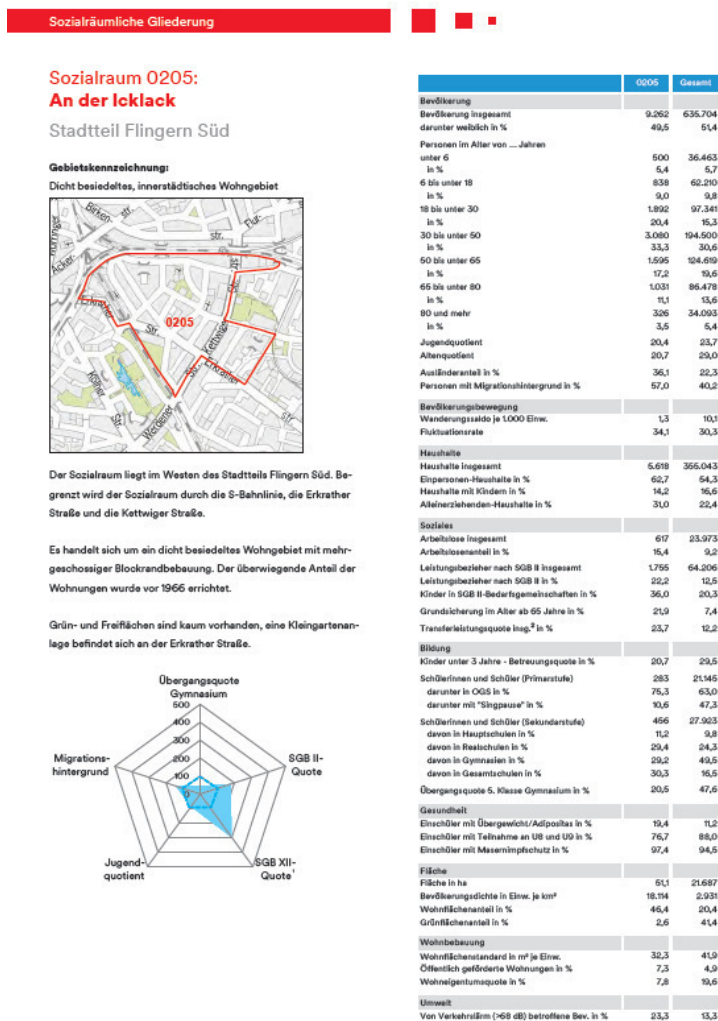 Sozialräumliche Gliederung
Sozialraum 0205:
An der Icklack
Stadtteil Flingern Süd
Gebietskennzeichnung:
Dicht besiedeltes, innerstädtisches Wohngebiet
Birken-
str.
Flur-
str.
Acker-
str.
Erkrather
Str.
0205
Kettwiger
Str.
Erkrather
Kölner
Str.
Werdener
str.
Der Sozialraum liegt im Westen des Stadtteils Flingern Süd. Be-
grenzt wird der Sozialraum durch die S-Bahnlinie, die Erkrather
Straße und die Kettwiger Straße.
Es handelt sich um ein dicht besiedeltes Wohngebiet mit mehr-
geschossiger Blockrandbebauung. Der überwiegende Anteil der
Wohnungen wurde vor 1966 errichtet.
Grün- und Freiflächen sind kaum vorhanden, eine Kleingartenan-
lage befindet sich an der Erkrather Straße.
Übergangsquote
Gymnasium
500
400
300
200
100
0
Migrations-
hintergrund
SGB II-
Quote
Jugend-
quotient
SGB XII-
Quote¹
0205 Gesamt
Bevölkerung
Bevölkerung insgesamt 9.262 635.704
darunter weiblich in % 49,5 51,4
Personen im Alter von ... Jahren
unter 6 500 36.463
in % 5,4 5,7
6 bis unter 18 838 62.210
in % 9,0 9,8
18 bis unter 30 1.892 97.341
in % 20,4 15,3
30 bis unter 50 3.080 194.500
in % 33,3 30,6
50 bis unter 65 1.595 124.619
in % 17,2 19,6
65 bis unter 80 1.031 86.478
in % 11,1 13,6
80 und mehr 326 34.093
in % 3,5 5,4
Jugendquotient 20,4 23,7
Altenquotient 20,7 29,0
Ausländeranteil in % 36,1 22,3
Personen mit Migrationshintergrund in % 57,0 40,2
Bevölkerungsbewegung
Wanderungssaldo je 1.000 Einw. 1,3 10,1
Fluktuationsrate 34,1 30,3
Haushalte
Haushalte insgesamt 5.618 355.043
Einpersonen-Haushalte in % 62,7 54,3
Haushalte mit Kindern in % 14,2 16,6
Alleinerziehenden-Haushalte in % 31,0 22,4
Soziales
Arbeitslose insgesamt 617 23.973
Arbeitslosenanteil in % 15,4 9,2
Leistungsbezieher nach SGB II insgesamt 1.755 64.206
Leistungsbezieher nach SGB II in % 22,2 12,5
Kinder in SGB II-Bedarfsgemeinschaften in % 36,0 20,3
Grundsicherung im Alter ab 65 Jahre in % 21,9 7,4
Transferleistungsquote insg.² in % 23,7 12,2
Bildung
Kinder unter 3 Jahre - Betreuungsquote in % 20,7 29,5
Schülerinnen und Schüler (Primarstufe) 283 21.145
darunter in OGS in % 75,3 63,0
darunter mit "Singpause" in % 10,6 47,3
Schülerinnen und Schüler (Sekundarstufe) 456 27.923
davon in Hauptschulen in % 11,2 9,8
davon in Realschulen in % 29,4 24,3
davon in Gymnasien in % 29,2 49,5
davon in Gesamtschulen in % 30,3 16,5
Übergangsquote 5. Klasse Gymnasium in % 20,5 47,6
Gesundheit
Einschüler mit Übergewicht/Adipositas in % 19,4 11,2
Einschüler mit Teilnahme an U8 und U9 in % 76,7 88,0
Einschüler mit Masernimpfschutz in % 97,4 94,5
Fläche
Fläche in ha 51,1 21.687
Bevölkerungsdichte in Einw. je km² 18.114 2.931
Wohnflächenanteil in % 46,4 20,4
Grünflächenanteil in % 2,6 41,4
Wohnbebauung
Wohnflächenstandard in m² je Einw. 32,3 41,9
Öffentlich geförderte Wohnungen in % 7,3 4,9
Wohneigentumsquote in % 7,8 19,6
Umwelt
Von Verkehrslärm (>68 dB) betroffene Bev. in % 23,3 13,3